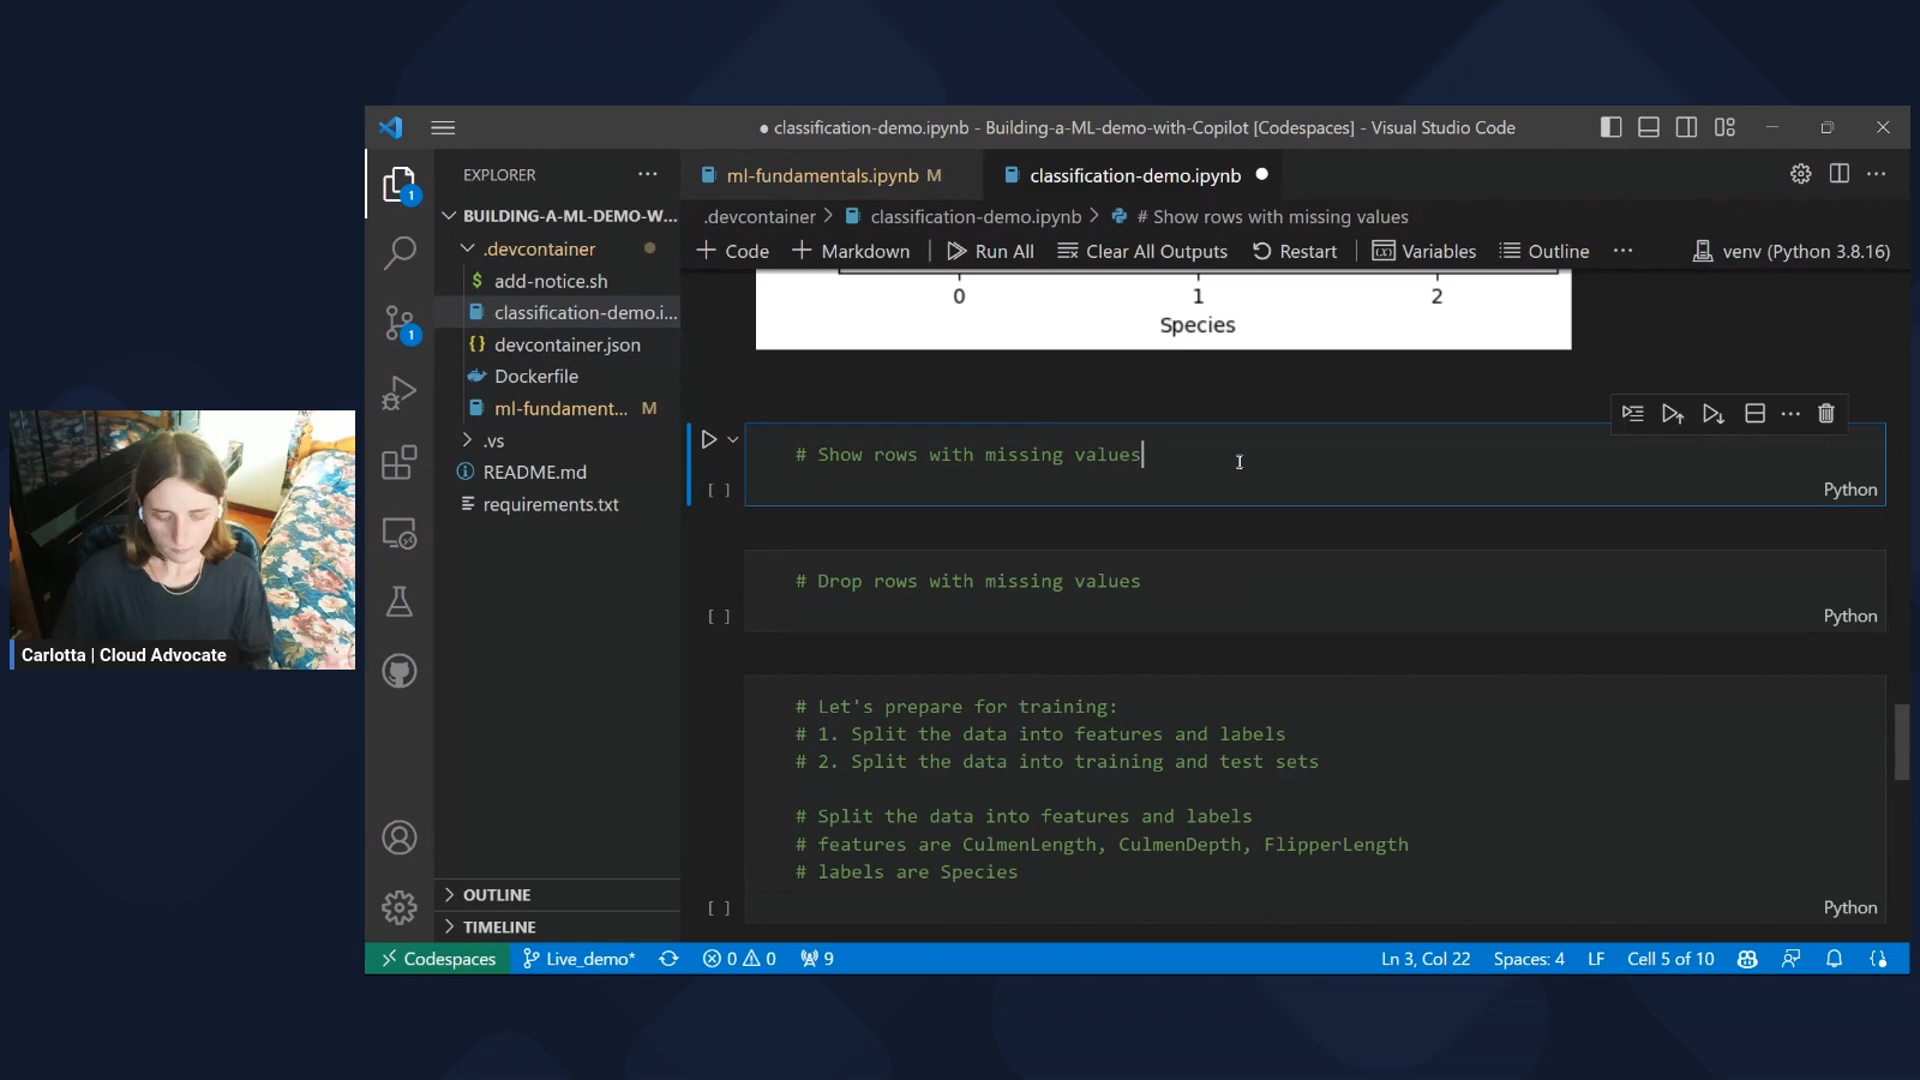 classification-demo.ipynb - Building-a-ML-demo-with-Copilot [Codespaces] - Visual Studio Code
EXPLORER
ml-fundamentals.ipynb M
classification-demo.ipynb
BUILDING-A-ML-DEMO-W...
.devcontainer
add-notice.sh
classification-demo.i...
devcontainer.json
Dockerfile
ml-fundament... M
.vs
README.md
requirements.txt
OUTLINE
TIMELINE
1
1
.devcontainer > classification-demo.ipynb > # Show rows with missing values
+ Code + Markdown | Run All Clear All Outputs Restart | Variables Outline ... venv (Python 3.8.16)
0 1 2
Species
# Show rows with missing values
[ ] Python
# Drop rows with missing values
[ ] Python
# Let's prepare for training:
# 1. Split the data into features and labels
# 2. Split the data into training and test sets
# Split the data into features and labels
# features are CulmenLength, CulmenDepth, FlipperLength
# labels are Species
[ ] Python
Carlotta | Cloud Advocate
Codespaces Live_demo* 0 0 9 Ln 3, Col 22 Spaces: 4 LF Cell 5 of 10